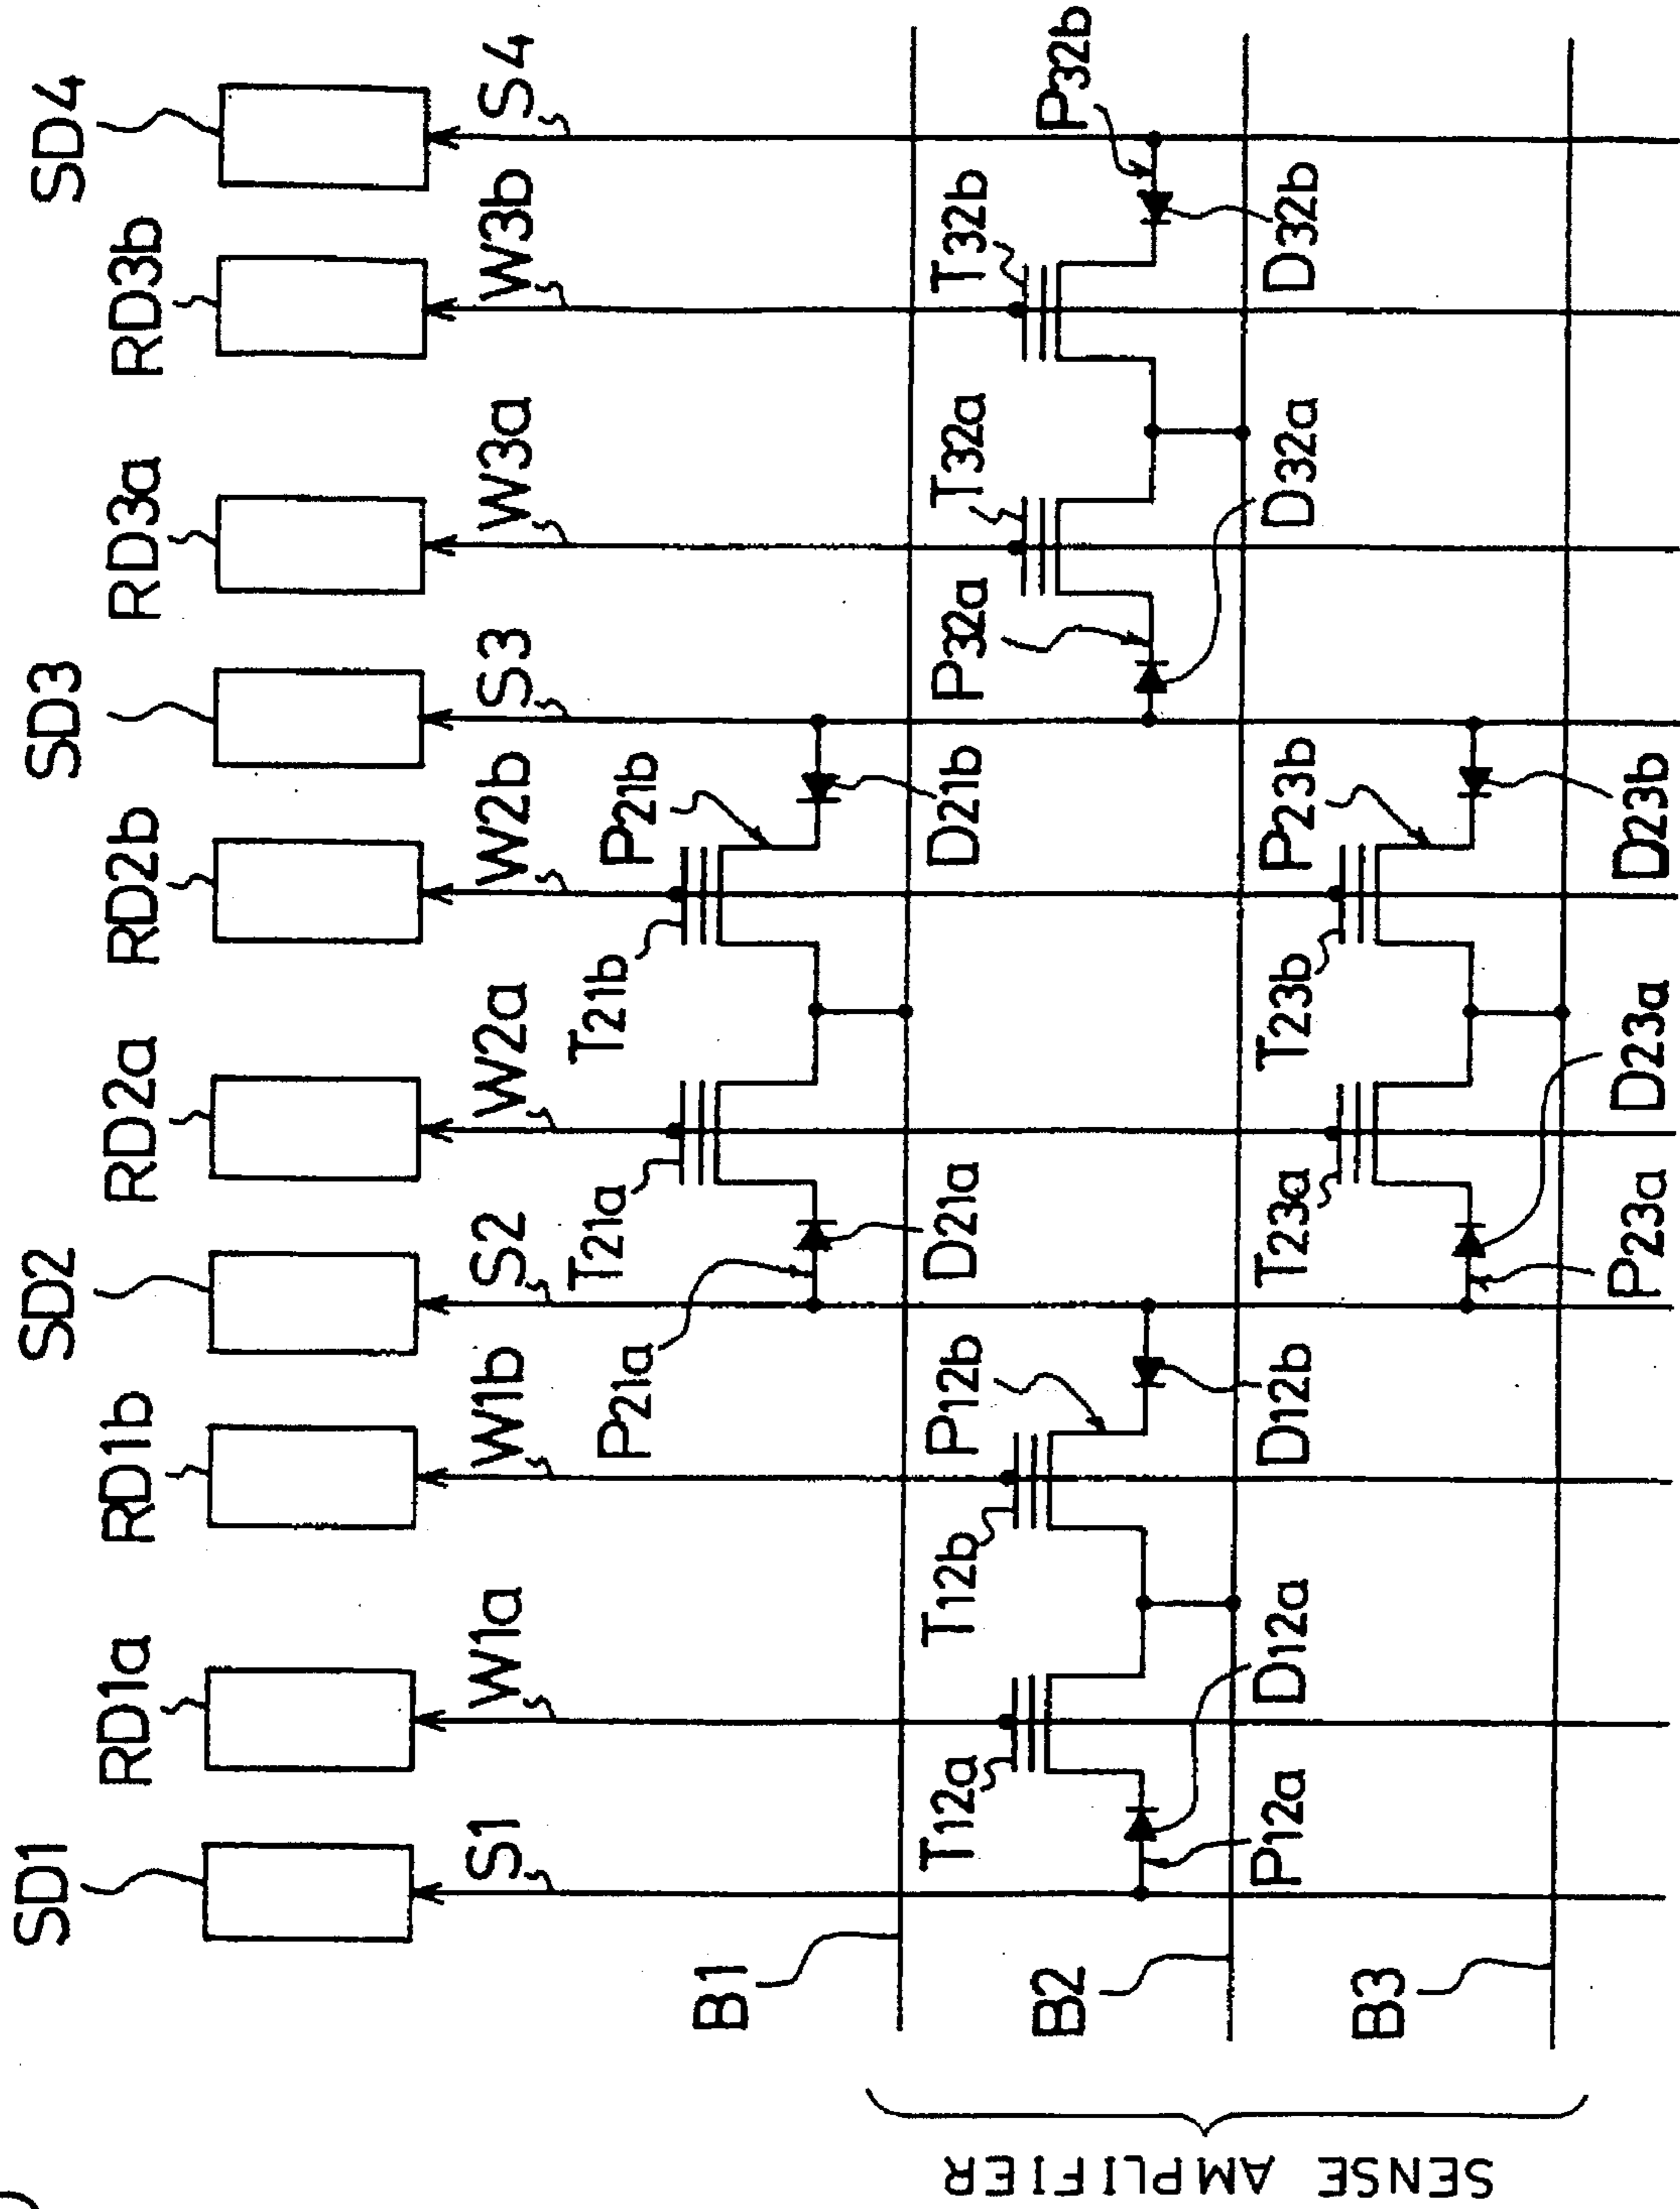 SD1
RD1a
RD1b
SD2
RD2a
RD2b
SD3
RD3a
RD3b
SD4
S1
W1a
W1b
S2
W2a
W2b
S3
W3a
W3b
S4
P21a
T21a
T21b
P21b
B1
D21a
D21b
T12a
T12b
P12b
P32a
T32a
T32b
P32b
B2
P12a
D12a
D12b
D32a
D32b
T23a
T23b
P23b
B3
P23a
D23a
D23b
SENSE AMPLIFIER